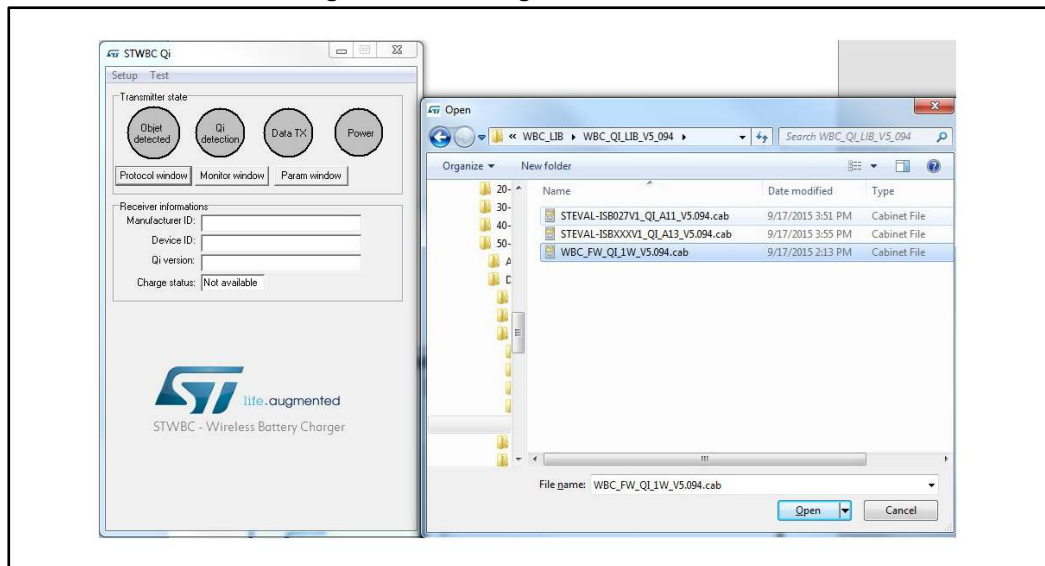 STWBC Qi
Setup Test
Transmitter state
Objet detected
Qi detection
Data TX
Power
Protocol window
Monitor window
Param window
Receiver informations
Manufacturer ID:
Device ID:
Qi version:
Charge status: Not available
life.augmented
STWBC - Wireless Battery Charger
Open
« WBC_LIB WBC_QI_LIB_V5_094
Search WBC_QI_LIB_V5_094
Organize New folder
20-
30-
40-
50-
A
D
Name Date modified Type
STEVAL-ISB027V1_QI_A11_V5.094.cab 9/17/2015 3:51 PM Cabinet File
STEVAL-ISBXXXV1_QI_A13_V5.094.cab 9/17/2015 3:55 PM Cabinet File
WBC_FW_QI_1W_V5.094.cab 9/17/2015 2:13 PM Cabinet File
File name: WBC_FW_QI_1W_V5.094.cab
Open Cancel